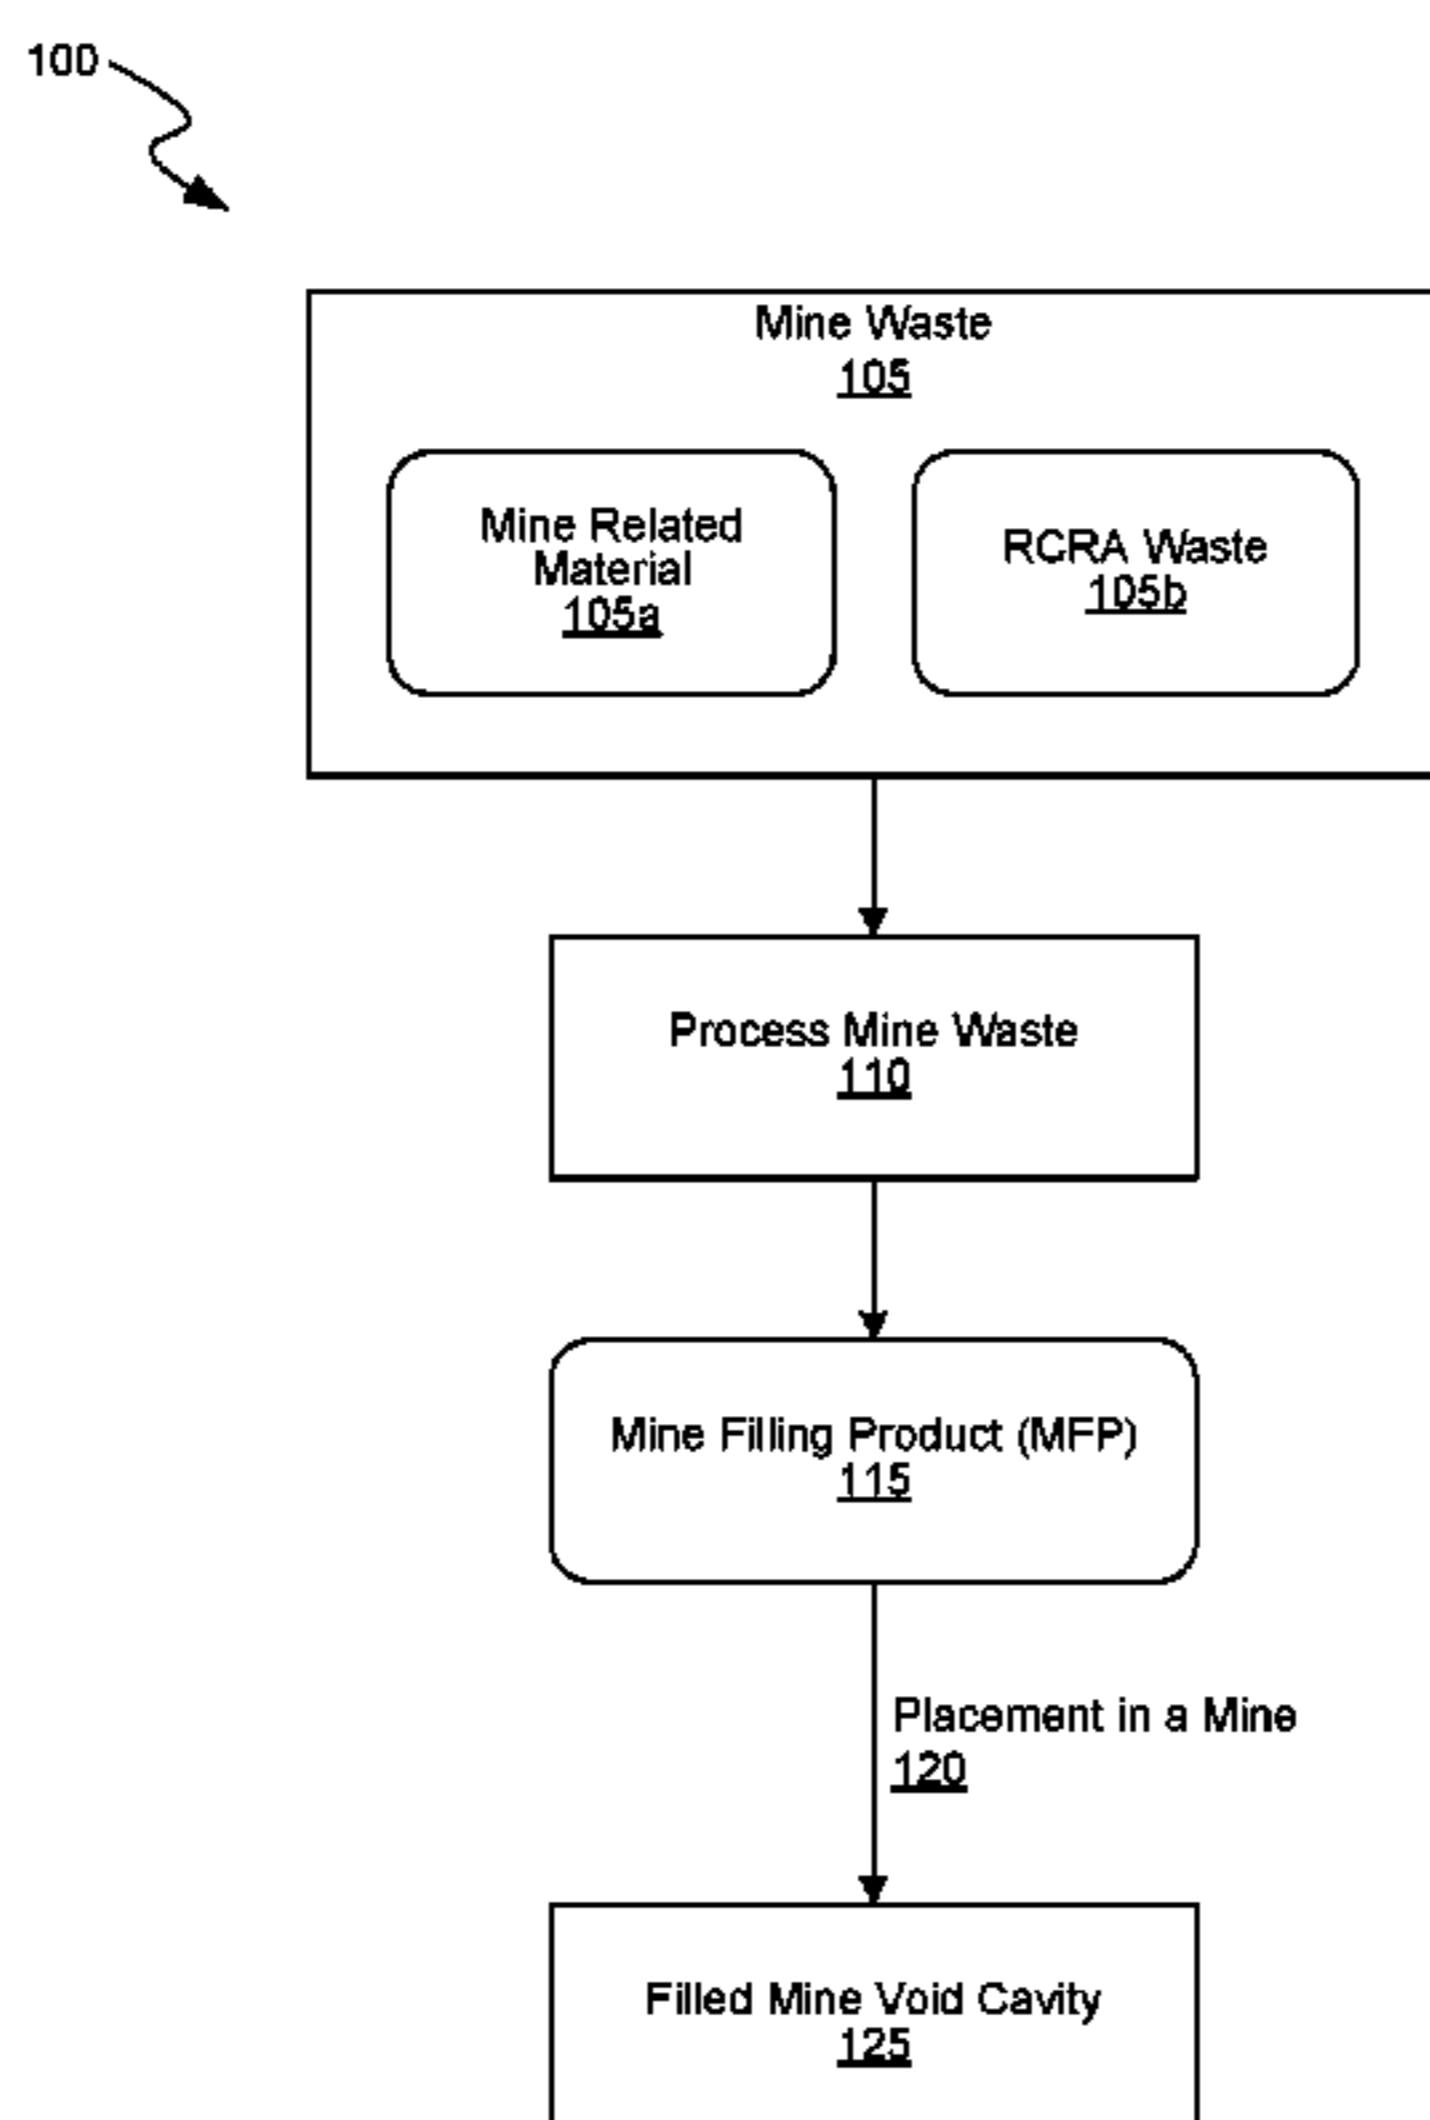 100
Mine Waste
105
Mine Related
Material
105a
RCRA Waste
105b
Process Mine Waste
110
Mine Filling Product (MFP)
115
Placement in a Mine
120
Filled Mine Void Cavity
125